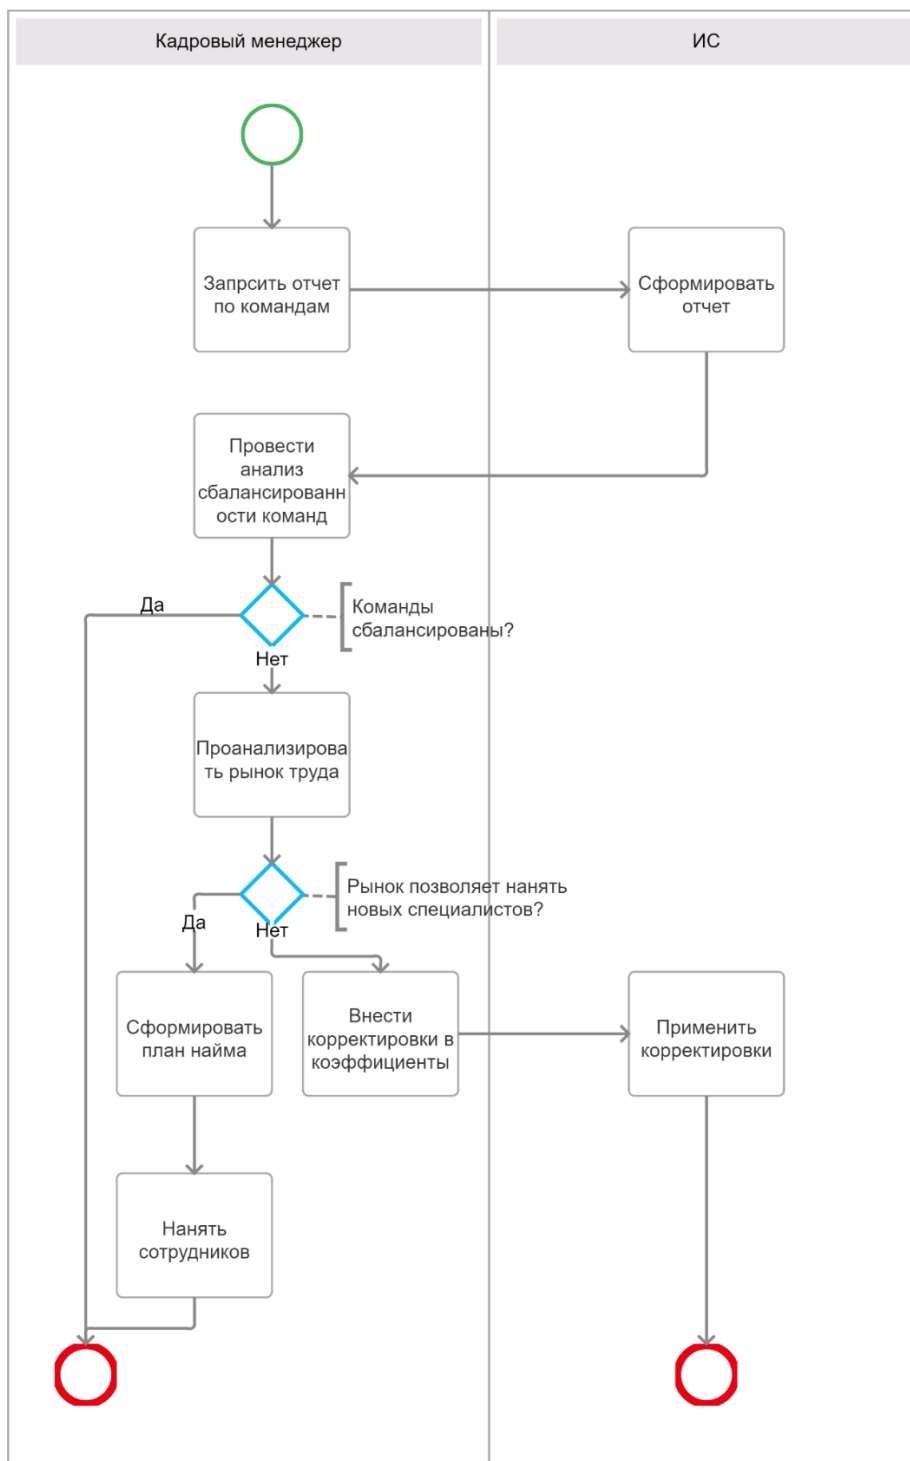 Кадровый менеджер
ИС
Запрсить отчет
по командам
Сформировать
отчет
Провести
анализ
сбалансированн
ости команд
Да
Команды
сбалансированы?
Нет
Проанализирова
ть рынок труда
Рынок позволяет нанять
новых специалистов?
Да
Нет
Сформировать
план найма
Внести
корректировки в
коэффициенты
Применить
корректировки
Нанять
сотрудников